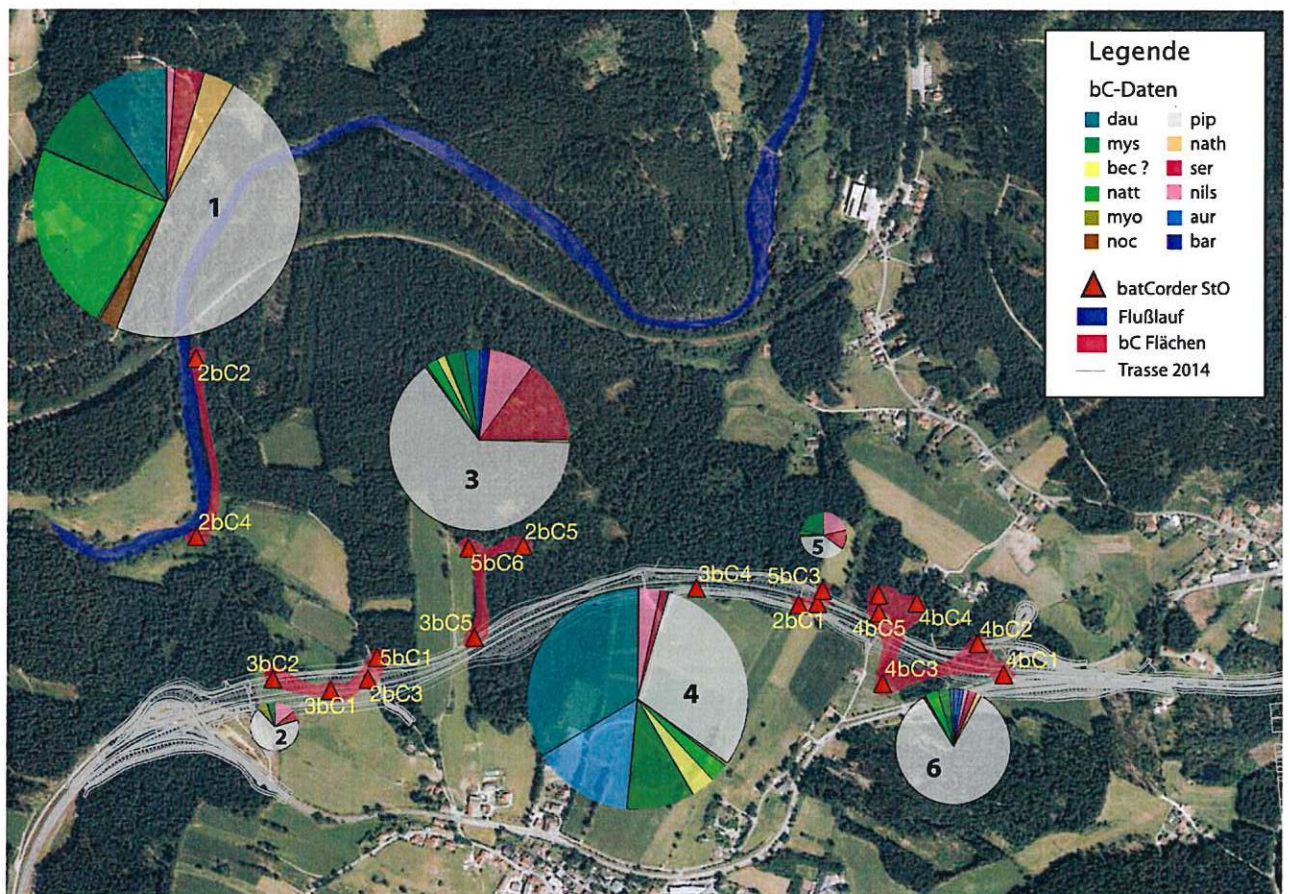 Legende
bC-Daten
dau pip
mys nath
bec ? ser
natt nils
myo aur
noc bar
batCorder StO
Flußlauf
bC Flächen
Trasse 2014
1
2bC2
3
2bC4
2bC5
5bC6
5
3bC4
5bC3
2bC1
4bC4
4bC5
3bC5
4bC2
5bC1
3bC2
4bC3
4bC1
2bC3
3bC1
4
2
6